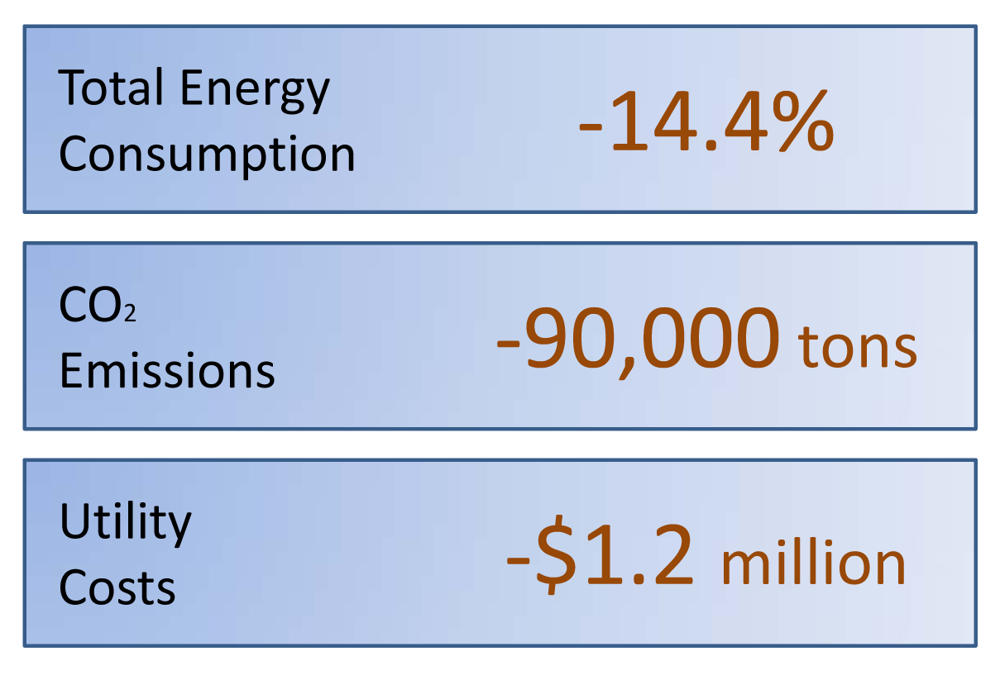 Total Energy
Consumption
-14.4%
CO₂
Emissions
-90,000 tons
Utility
Costs
-$1.2 million